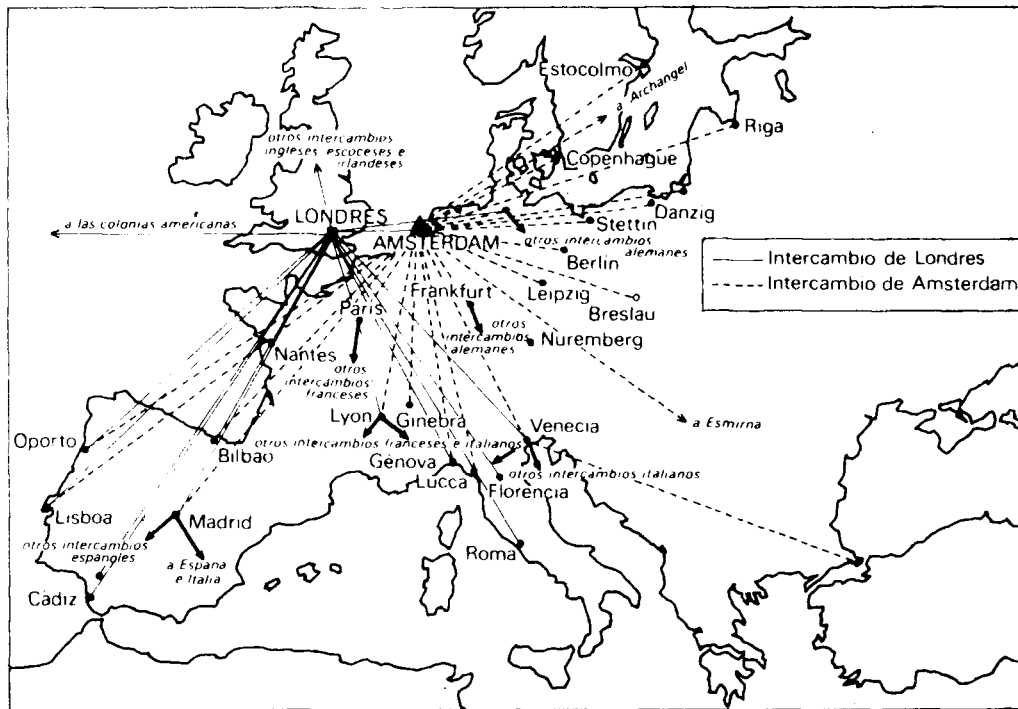 Estocolmo
a Archangel
Riga
otros intercambios
ingleses, escoceses e
irlandeses
Copenhague
a las colonias americanas
LONDRES
AMSTERDAM
Danzig
Stettin
otros intercambios
alemanes
Berlin
Intercambio de Londres
Intercambio de Amsterdam
Frankfurt
Leipzig
Breslau
París
otros
intercambios
alemanes
Nuremberg
Nantes
otros
intercambios
franceses
Lyon
Ginebra
a Esmirna
Venecia
Oporto
Bilbao
otros intercambios franceses e italianos
Génova
otros intercambios italianos
Lucca
Florencia
Lisboa
Madrid
otros intercambios
españoles
a España
e Italia
Roma
Cádiz